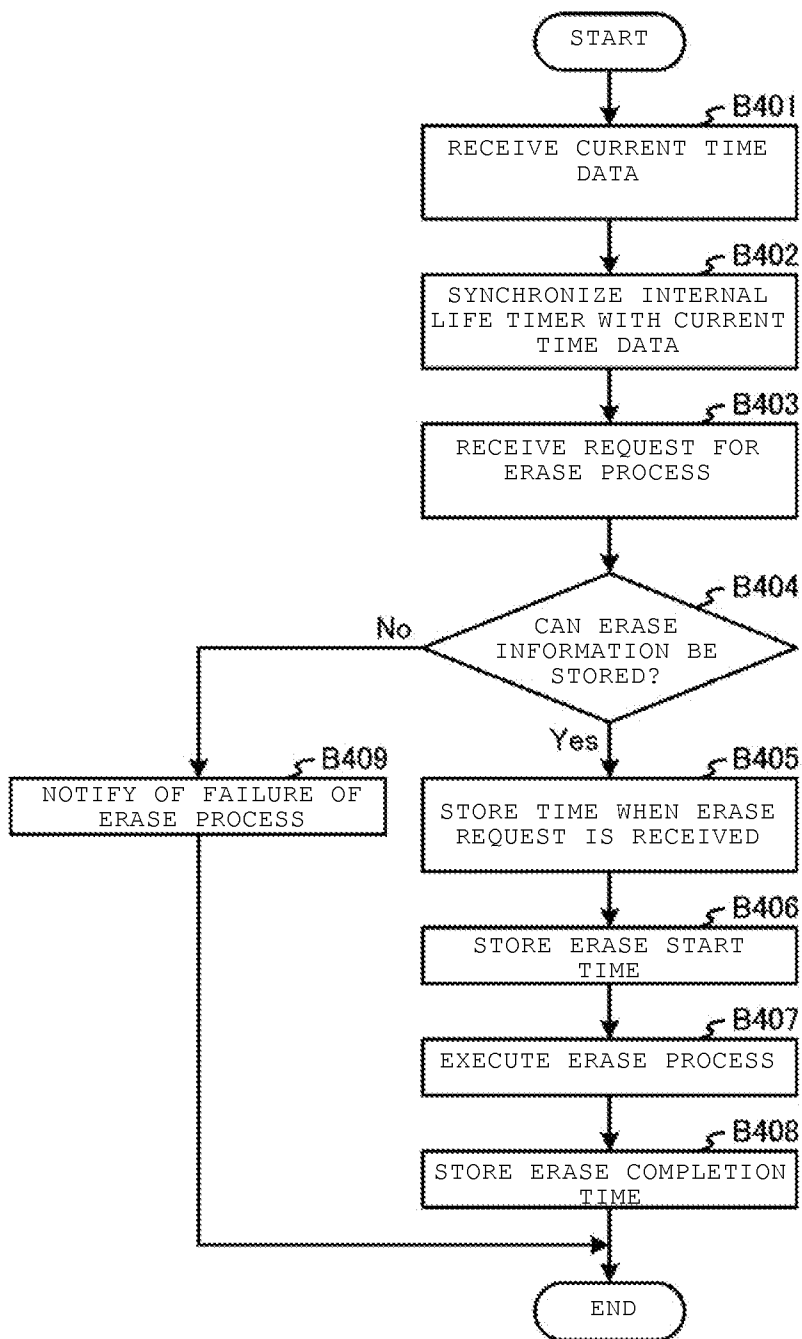 START
B401
RECEIVE CURRENT TIME
DATA
B402
SYNCHRONIZE INTERNAL
LIFE TIMER WITH CURRENT
TIME DATA
B403
RECEIVE REQUEST FOR
ERASE PROCESS
B404
CAN ERASE
INFORMATION BE
STORED?
No
Yes
B409
NOTIFY OF FAILURE OF
ERASE PROCESS
B405
STORE TIME WHEN ERASE
REQUEST IS RECEIVED
B406
STORE ERASE START
TIME
B407
EXECUTE ERASE PROCESS
B408
STORE ERASE COMPLETION
TIME
END